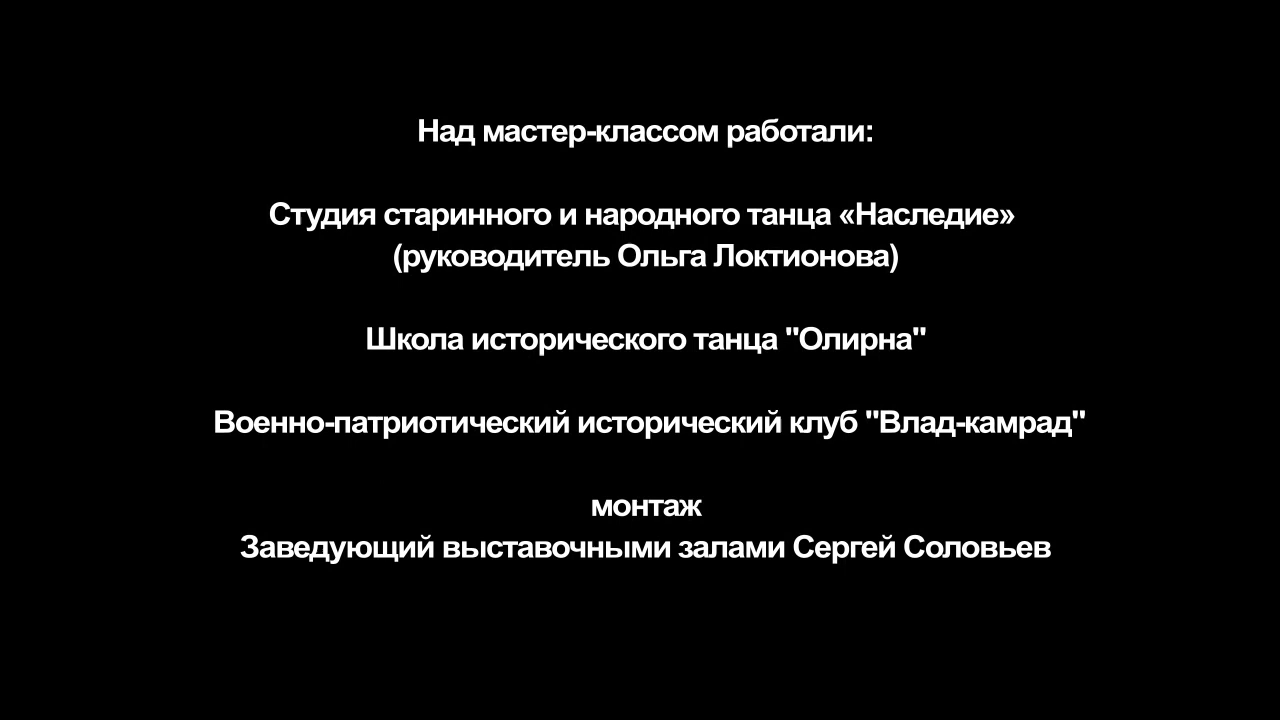 Над мастер-классом работали:
Студия старинного и народного танца «Наследие»
(руководитель Ольга Локтионова)
Школа исторического танца "Олирна"
Военно-патриотический исторический клуб "Влад-камрад"
монтаж
Заведующий выставочными залами Сергей Соловьев